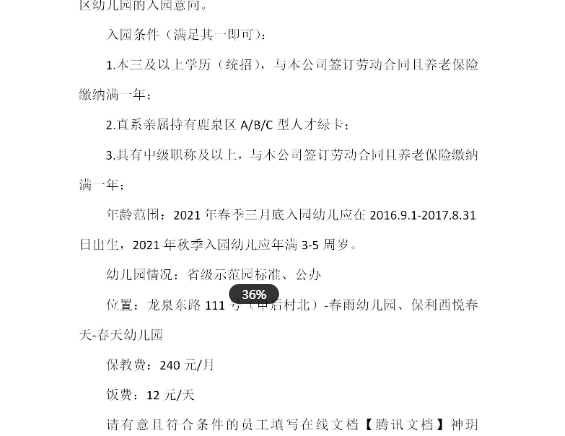 区幼儿园的入园意向。
入园条件（满足其一即可）：
1.本三及以上学历（统招），与本公司签订劳动合同且养老保险
缴纳满一年；
2.直系亲属持有鹿泉区 A/B/C 型人才绿卡；
3.具有中级职称及以上，与本公司签订劳动合同且养老保险缴纳
满一年；
年龄范围：2021 年春季三月底入园幼儿应在 2016.9.1-2017.8.31
日出生，2021 年秋季入园幼儿应年满 3-5 周岁。
幼儿园情况：省级示范园标准、公办
36%
位置：龙泉东路 111 号（申后村北）-春雨幼儿园、保利西悦春
天-春天幼儿园
保教费：240 元/月
饭费：12 元/天
请有意且符合条件的员工填写在线文档【腾讯文档】神玥